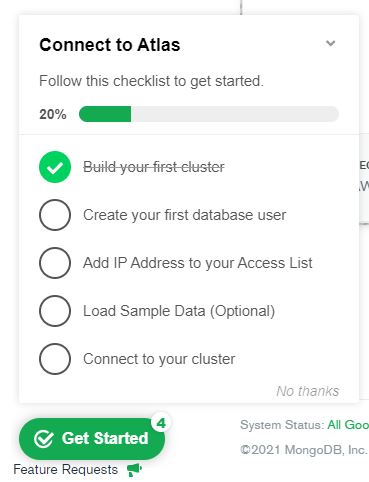 Connect to Atlas
Follow this checklist to get started.
20%
Build your first cluster
Create your first database user
Add IP Address to your Access List
Load Sample Data (Optional)
Connect to your cluster
No thanks
Get Started 4
System Status: All Goo
Feature Requests
©2021 MongoDB, Inc.